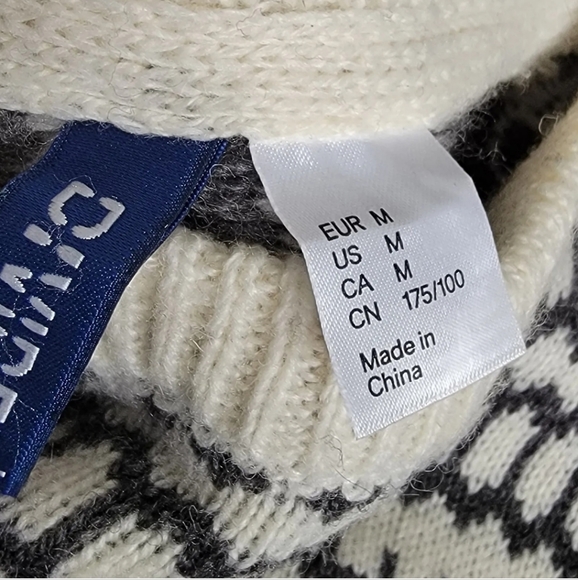 EUR M
US M
CA M
CN 175/100
Made in
China